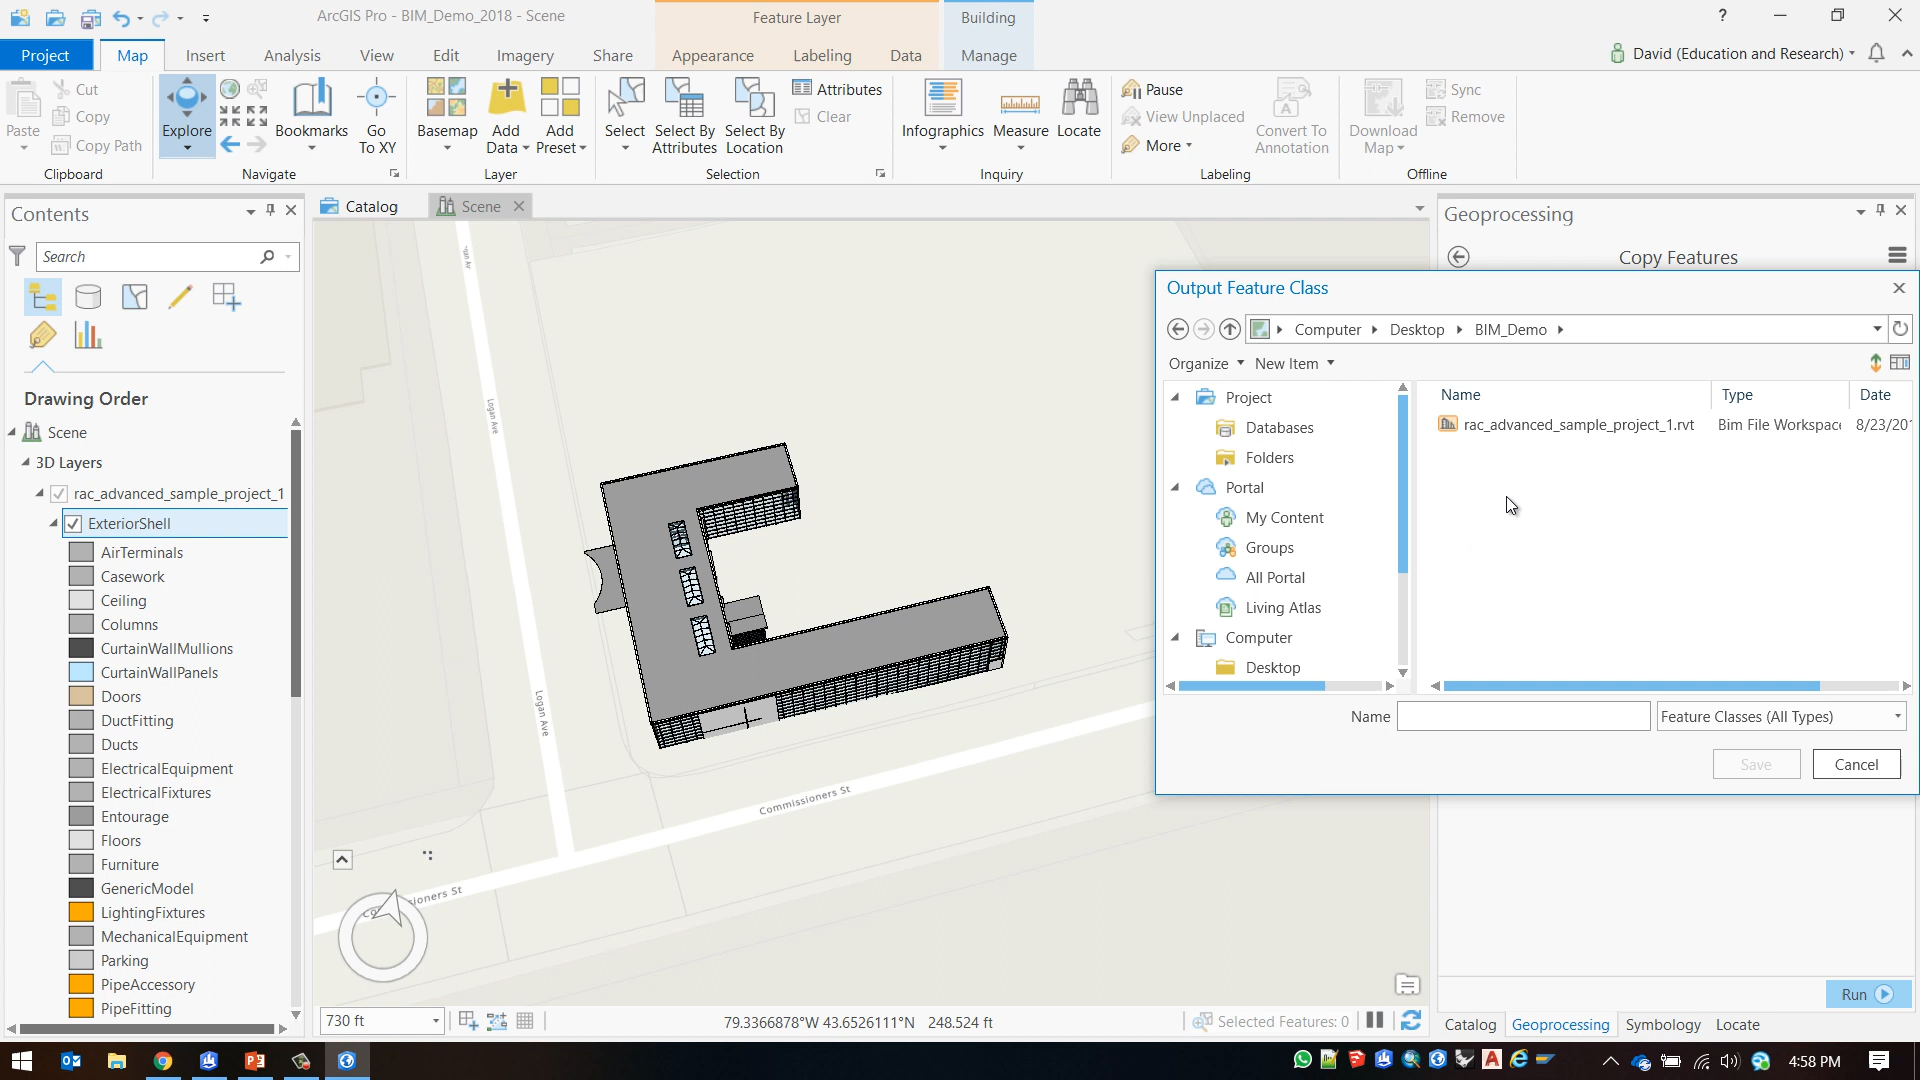 ArcGIS Pro - BIM_Demo_2018 - Scene
Feature Layer
Building
?
Project
Map
Insert
Analysis
View
Edit
Imagery
Share
Appearance
Labeling
Data
Manage
David (Education and Research)
Paste
Cut
Copy
Copy Path
Clipboard
Explore
Bookmarks
Go
To XY
Navigate
Basemap
Add
Data
Add
Preset
Layer
Select
Select By
Attributes
Select By
Location
Attributes
Clear
Selection
Infographics
Measure
Locate
Inquiry
Pause
View Unplaced
More
Convert To
Annotation
Labeling
Download
Map
Sync
Remove
Offline
Contents
Search
Drawing Order
Scene
3D Layers
rac_advanced_sample_project_1
ExteriorShell
AirTerminals
Casework
Ceiling
Columns
CurtainWallMullions
CurtainWallPanels
Doors
DuctFitting
Ducts
ElectricalEquipment
ElectricalFixtures
Entourage
Floors
Furniture
GenericModel
LightingFixtures
MechanicalEquipment
Parking
PipeAccessory
PipeFitting
Catalog
Scene
Logan Ave
Logan Ave
Commissioners St
sioners St
730 ft
79.3366878°W 43.6526111°N 248.524 ft
Selected Features: 0
Geoprocessing
Copy Features
Output Feature Class
Computer
Desktop
BIM_Demo
Organize
New Item
Project
Databases
Folders
Portal
My Content
Groups
All Portal
Living Atlas
Computer
Desktop
Name
Type
Date
rac_advanced_sample_project_1.rvt
Bim File Workspace
8/23/201
Name
Feature Classes (All Types)
Save
Cancel
Run
Catalog
Geoprocessing
Symbology
Locate
4:58 PM